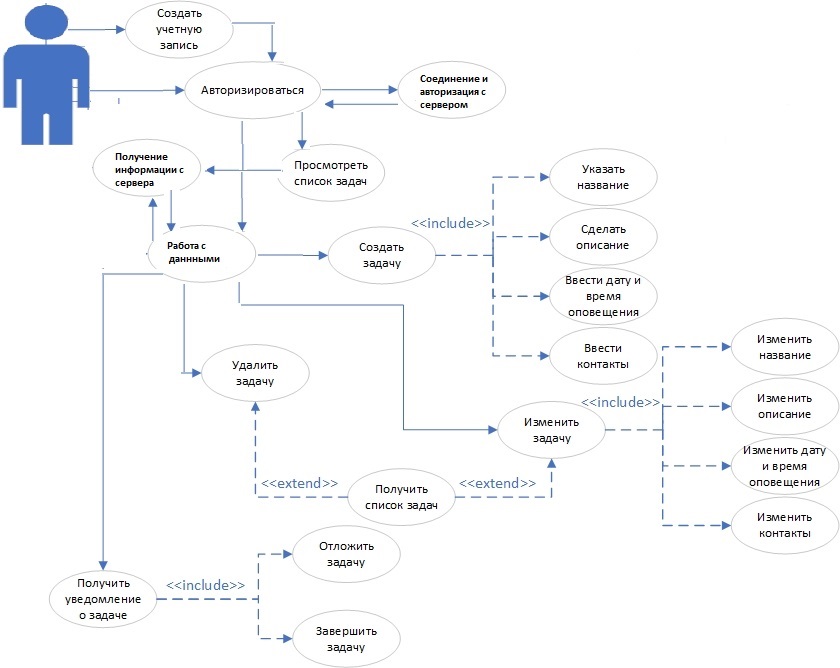 Создать
учетную
запись
Авторизироваться
Соединение и
авторизация с
сервером
Получение
информации с
сервера
Просмотреть
список задач
Указать
название
<<include>>
Сделать
описание
Работа с
даннными
Создать
задачу
Ввести дату и
время
оповещения
Ввести
контакты
Изменить
название
Удалить
задачу
<<include>>
Изменить
описание
Изменить
задачу
Изменить дату
и время
оповещения
<<extend>>
Получить
список задач
<<extend>>
Изменить
контакты
Отложить
задачу
Получить
уведомление
о задаче
<<include>>
Завершить
задачу